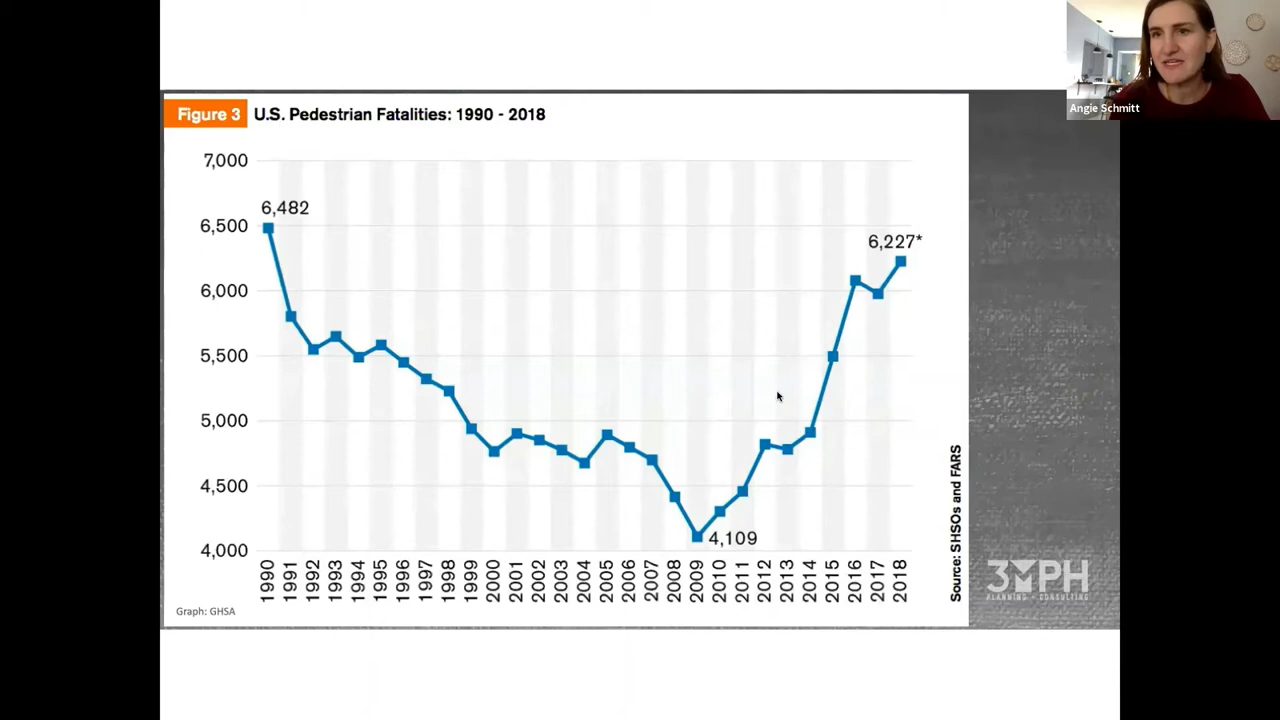 Angie Schmitt
Figure 3 U.S. Pedestrian Fatalities: 1990 - 2018
7,000
6,500
6,000
5,500
5,000
4,500
4,000
6,482
6,227*
4,109
1990 1991 1992 1993 1994 1995 1996 1997 1998 1999 2000 2001 2002 2003 2004 2005 2006 2007 2008 2009 2010 2011 2012 2013 2014 2015 2016 2017 2018
Source: SHSOs and FARS
Graph: GHSA
3MPH
PLANNING + CONSULTING